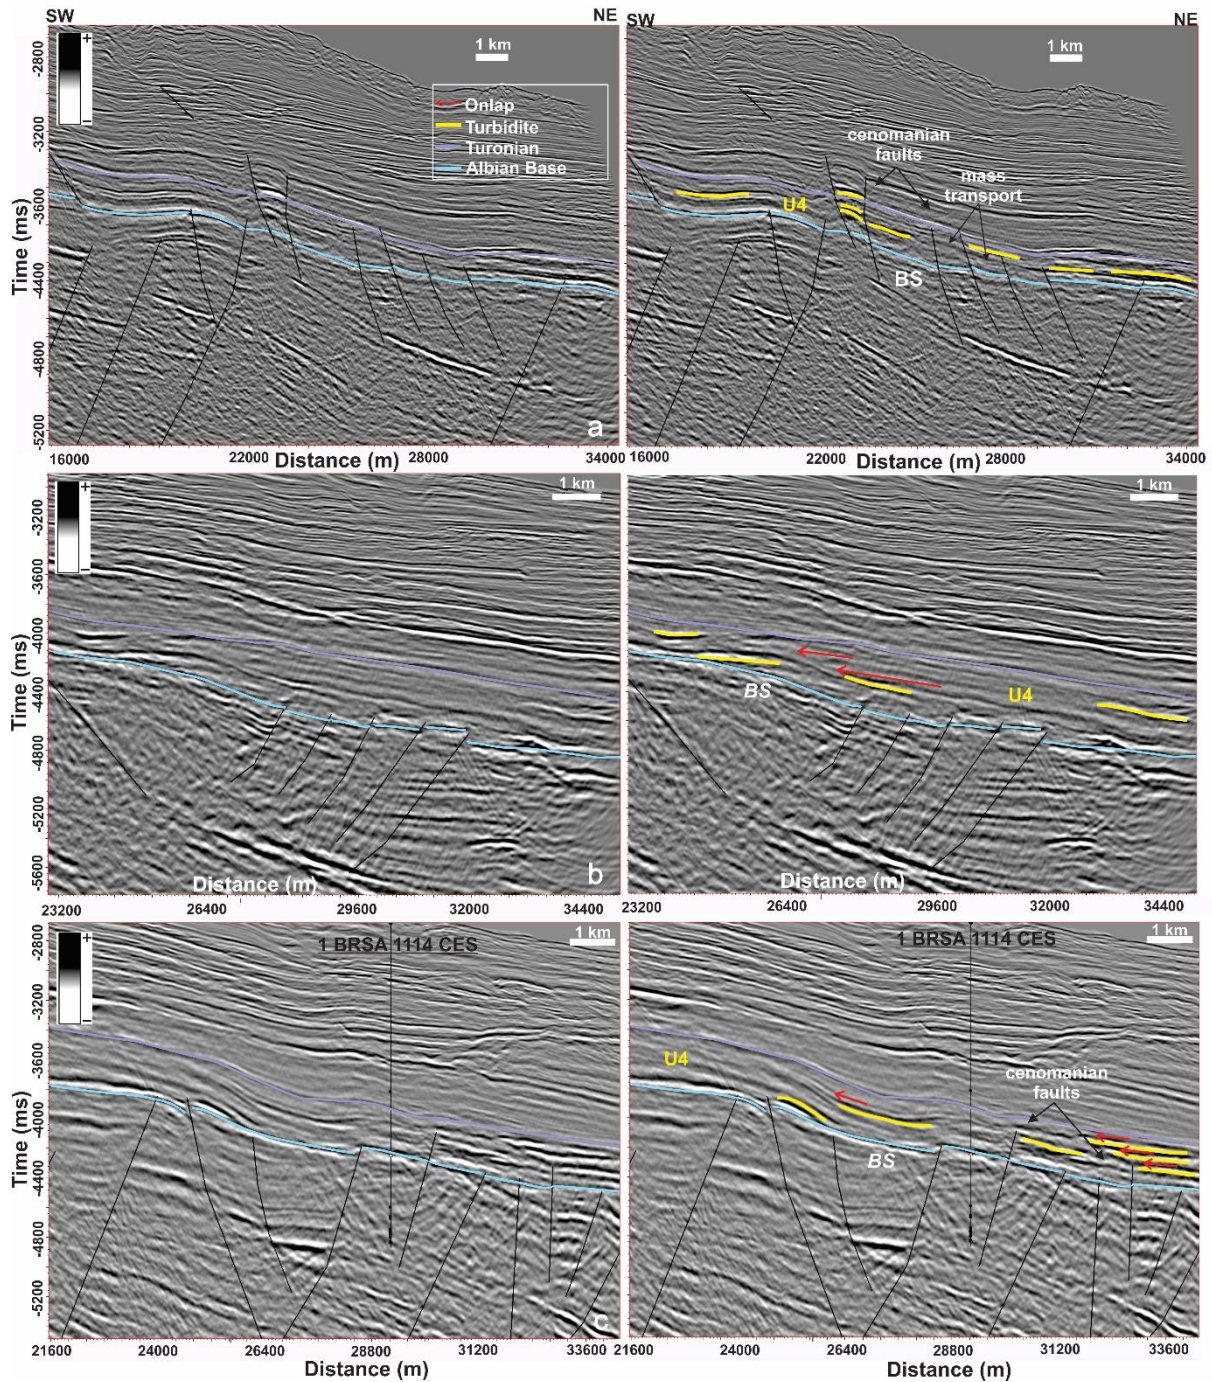 SW
NE
SW
NE
+
−
1 km
1 km
Onlap
Turbidite
Turonian
Albian Base
cenomanian
faults
mass
transport
U4
BS
Time (ms)
-2800
-3200
-3600
-4400
-4800
-5200
a
16000
22000
28000
34000
16000
22000
28000
34000
Distance (m)
Distance (m)
+
−
1 km
1 km
Time (ms)
-3200
-3600
-4000
-4400
-4800
-5200
-5600
BS
U4
b
Distance (m)
Distance (m)
23200
26400
29600
32000
34400
23200
26400
29600
32000
34400
+
−
1 BRSA 1114 CES
1 km
1 BRSA 1114 CES
1 km
Time (ms)
-2800
-3200
-3600
-4000
-4400
-4800
-5200
U4
cenomanian
faults
BS
c
21600
24000
26400
28800
31200
33600
21600
24000
26400
28800
31200
33600
Distance (m)
Distance (m)